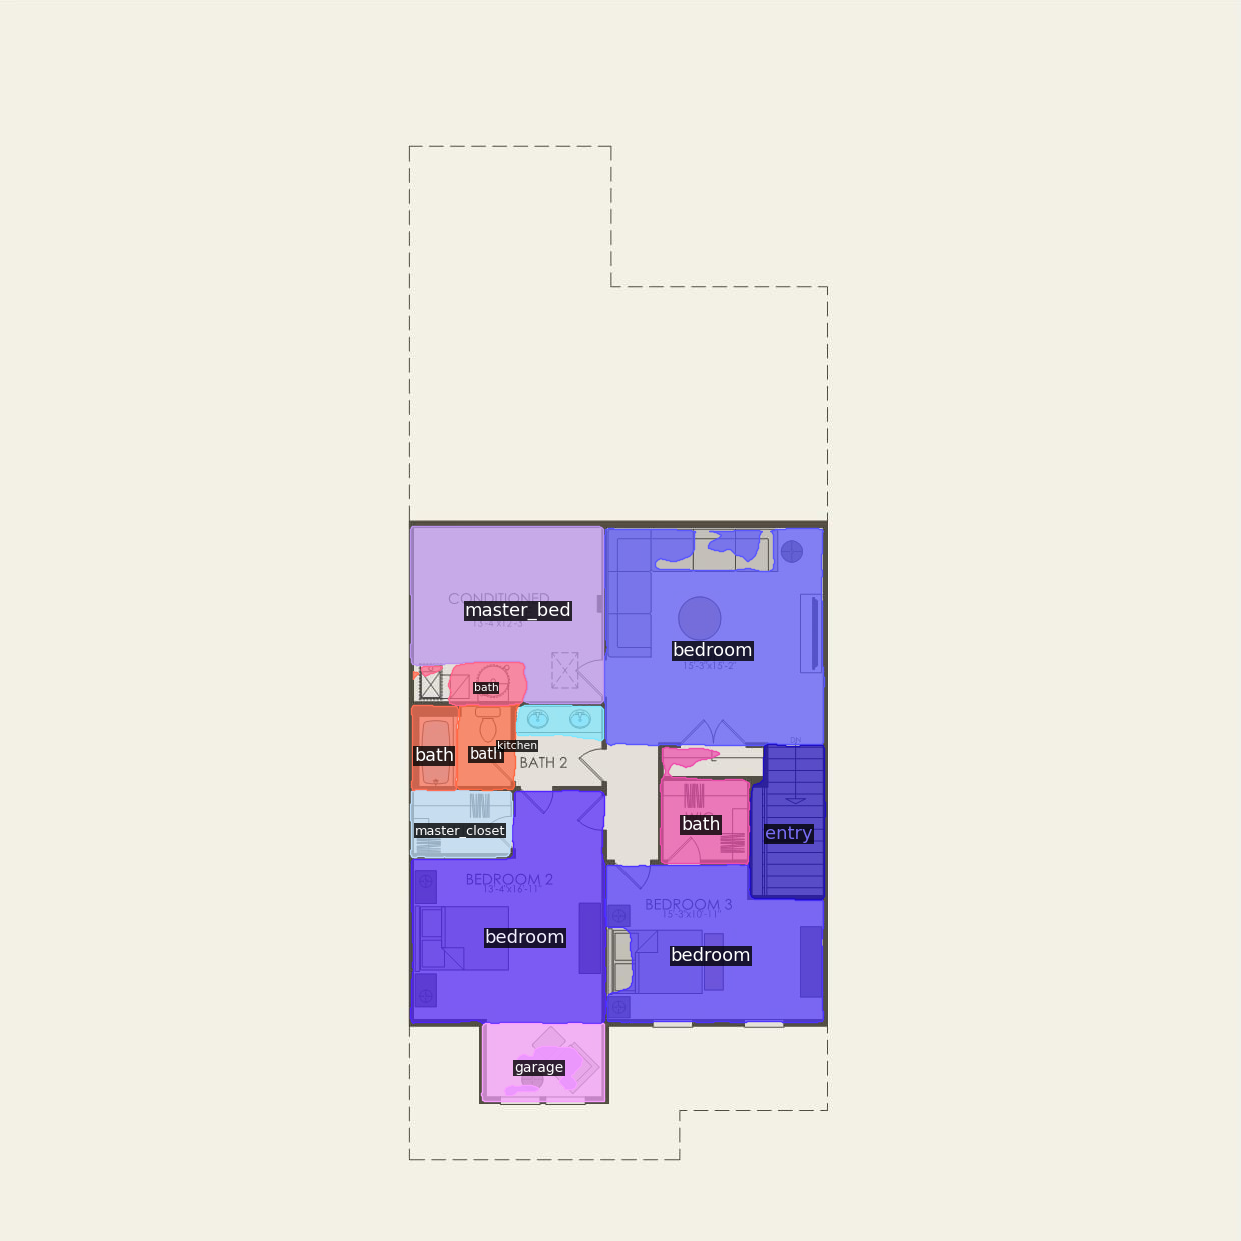 CONDITIONED
master_bed
13'-4"x12'-3"
bedroom
15'-3"x15'-2"
bath
kitchen
bath
bath
BATH 2
DN
L
master_closet
bath
entry
BEDROOM 2
13'-4"x16'-11"
BEDROOM 3
15'-3"x10'-11"
bedroom
bedroom
garage